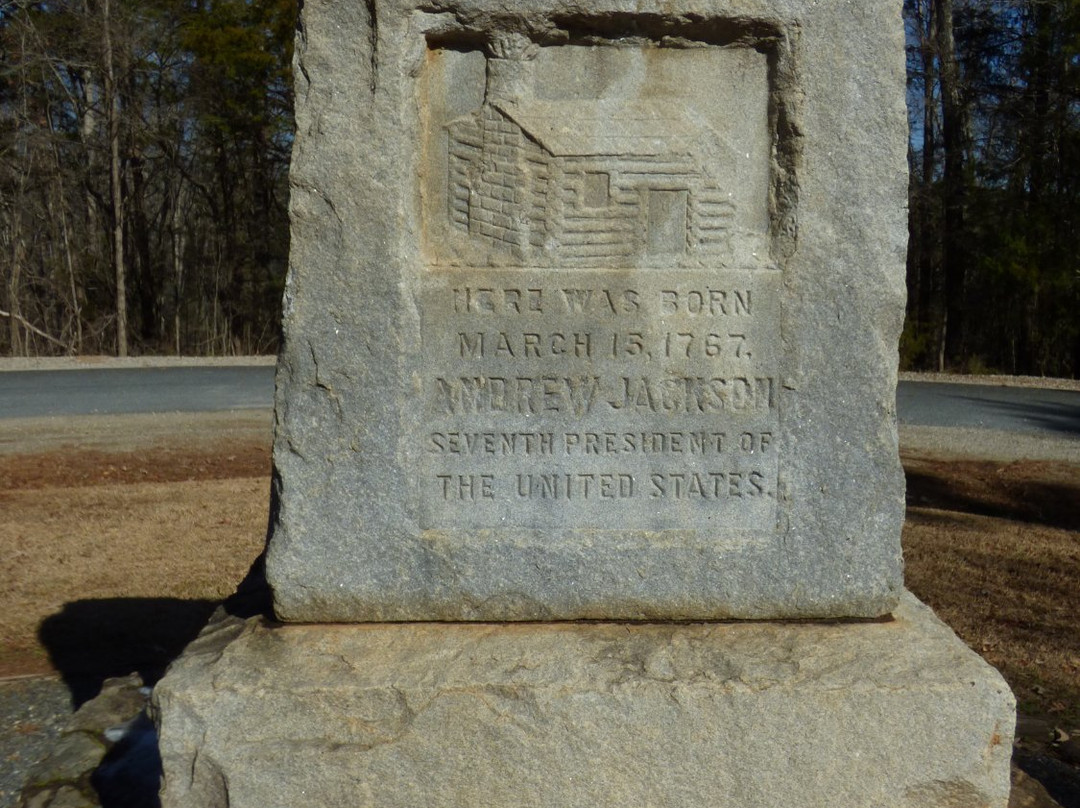 HERE WAS BORN
MARCH 15, 1767.
ANDREW JACKSON
SEVENTH PRESIDENT OF
THE UNITED STATES.